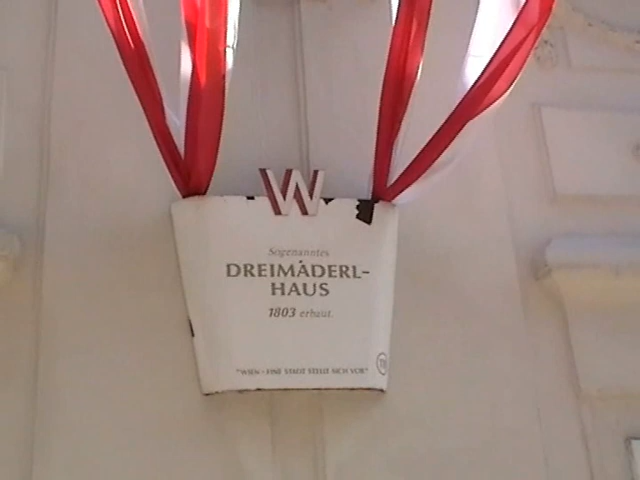 W
Sogenanntes
DREIMÄDERL-
HAUS
1803 erbaut.
"WIEN - EINE STADT STELLT SICH VOR"